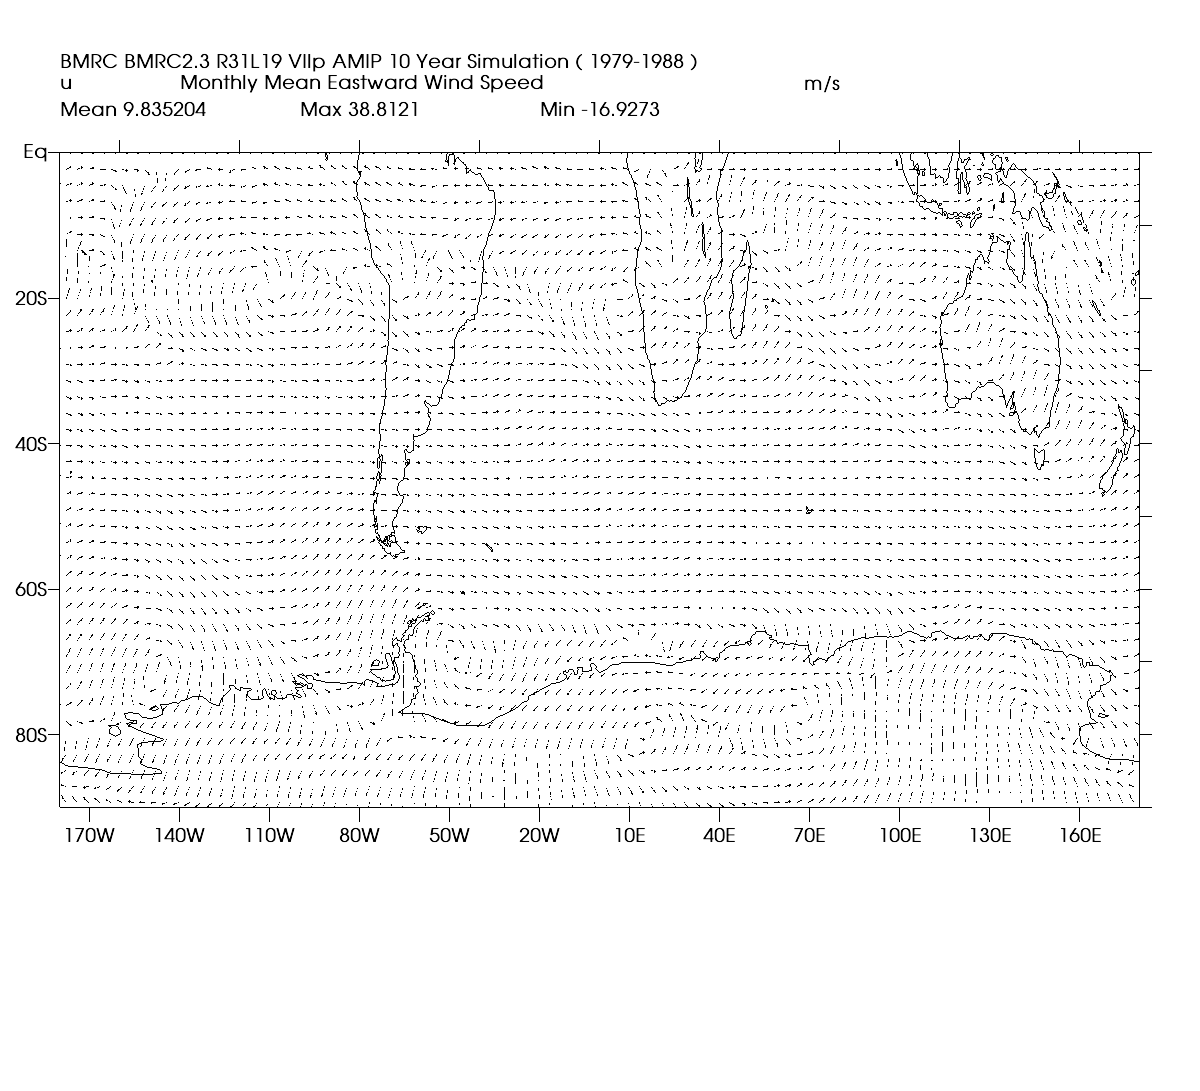 BMRC BMRC2.3 R31L19 VIIp AMIP 10 Year Simulation ( 1979-1988 )
u Monthly Mean Eastward Wind Speed m/s
Mean 9.835204 Max 38.8121 Min -16.9273
Eq
20S
40S
60S
80S
170W 140W 110W 80W 50W 20W 10E 40E 70E 100E 130E 160E